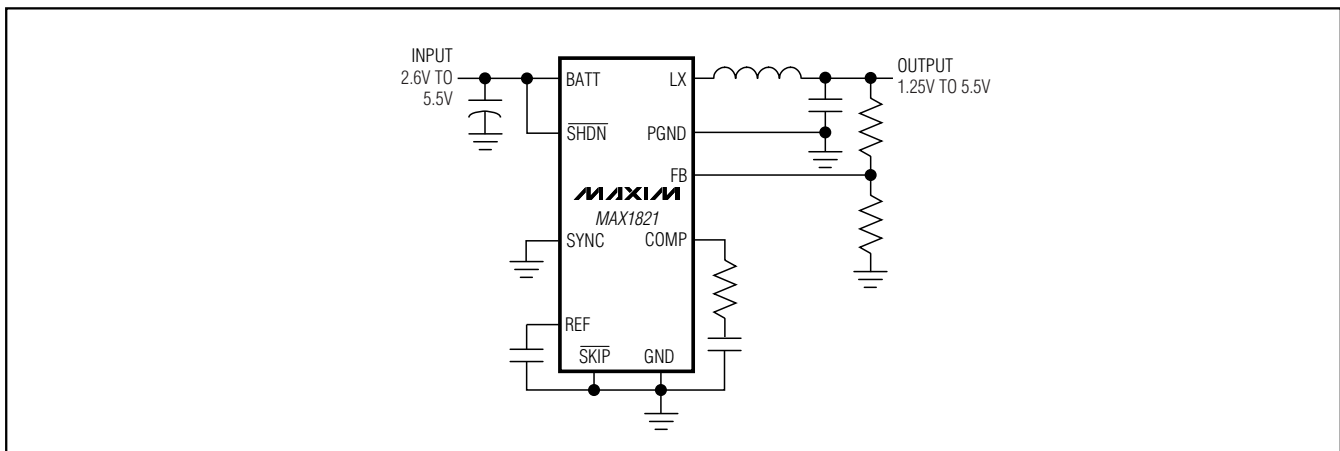 INPUT
2.6V TO
5.5V
BATT
SHDN
SYNC
REF
SKIP
GND
LX
PGND
FB
MAXIM
MAX1821
COMP
OUTPUT
1.25V TO 5.5V